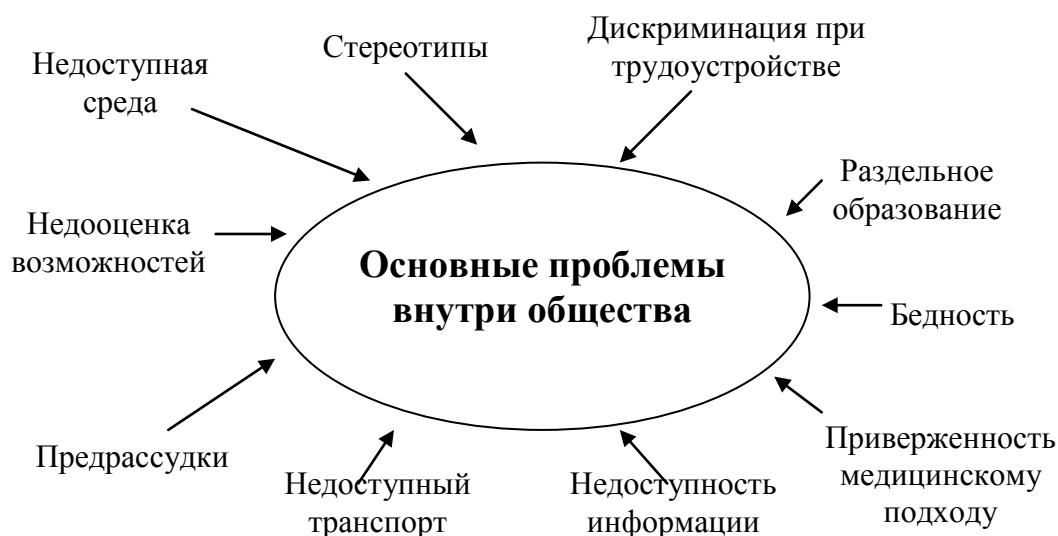 Недоступная
среда
Стереотипы
Дискриминация при
трудоустройстве
Раздельное
образование
Недооценка
возможностей
Основные проблемы
внутри общества
Бедность
Предрассудки
Недоступный
транспорт
Недоступность
информации
Приверженность
медицинскому
подходу